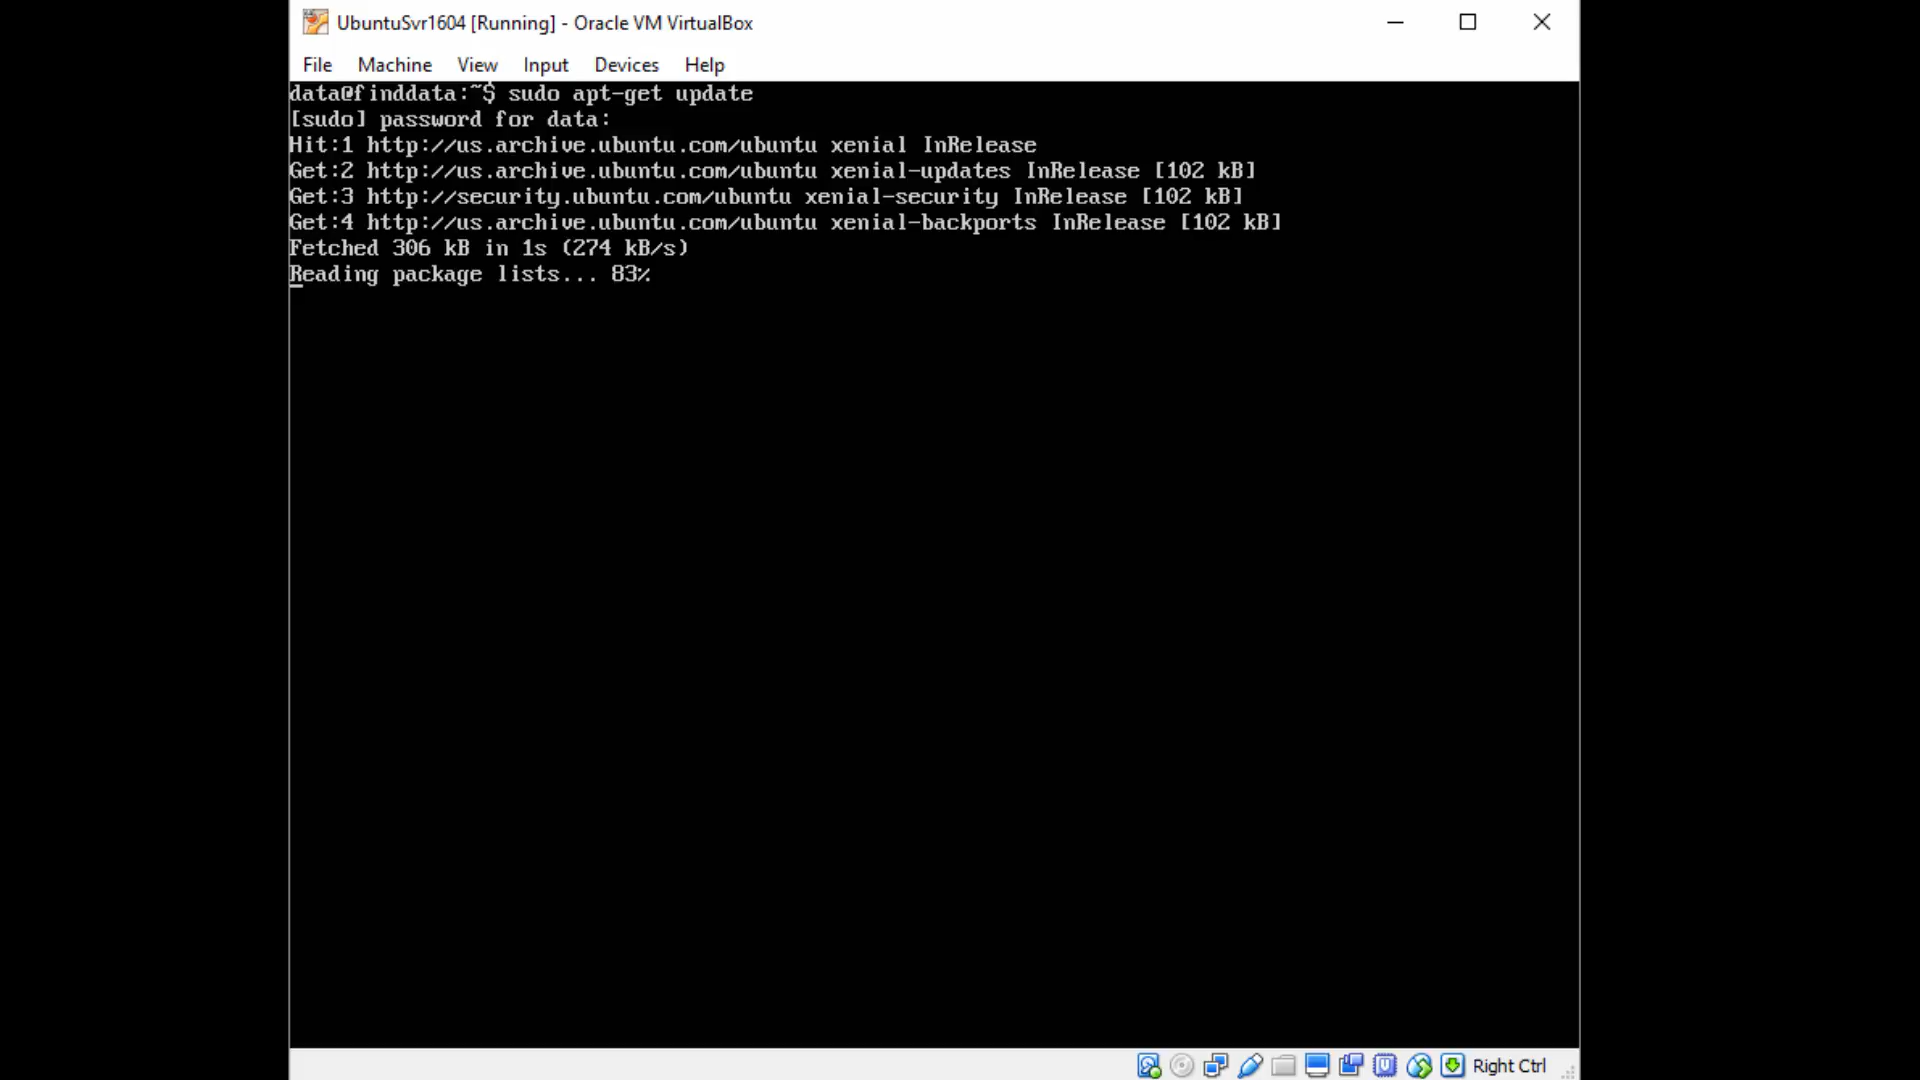 UbuntuSvr1604 [Running] - Oracle VM VirtualBox
File Machine View Input Devices Help
data@finddata:~$ sudo apt-get update
[sudo] password for data:
Hit:1 http://us.archive.ubuntu.com/ubuntu xenial InRelease
Get:2 http://us.archive.ubuntu.com/ubuntu xenial-updates InRelease [102 kB]
Get:3 http://security.ubuntu.com/ubuntu xenial-security InRelease [102 kB]
Get:4 http://us.archive.ubuntu.com/ubuntu xenial-backports InRelease [102 kB]
Fetched 306 kB in 1s (274 kB/s)
Reading package lists... 83%
Right Ctrl